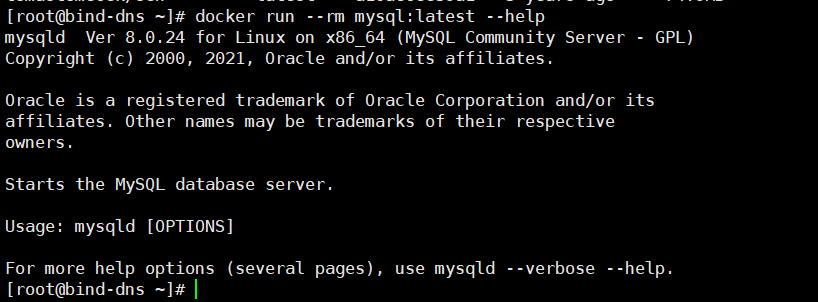 [root@bind-dns ~]# docker run --rm mysql:latest --help
mysqld  Ver 8.0.24 for Linux on x86_64 (MySQL Community Server - GPL)
Copyright (c) 2000, 2021, Oracle and/or its affiliates.

Oracle is a registered trademark of Oracle Corporation and/or its
affiliates. Other names may be trademarks of their respective
owners.

Starts the MySQL database server.

Usage: mysqld [OPTIONS]

For more help options (several pages), use mysqld --verbose --help.
[root@bind-dns ~]#